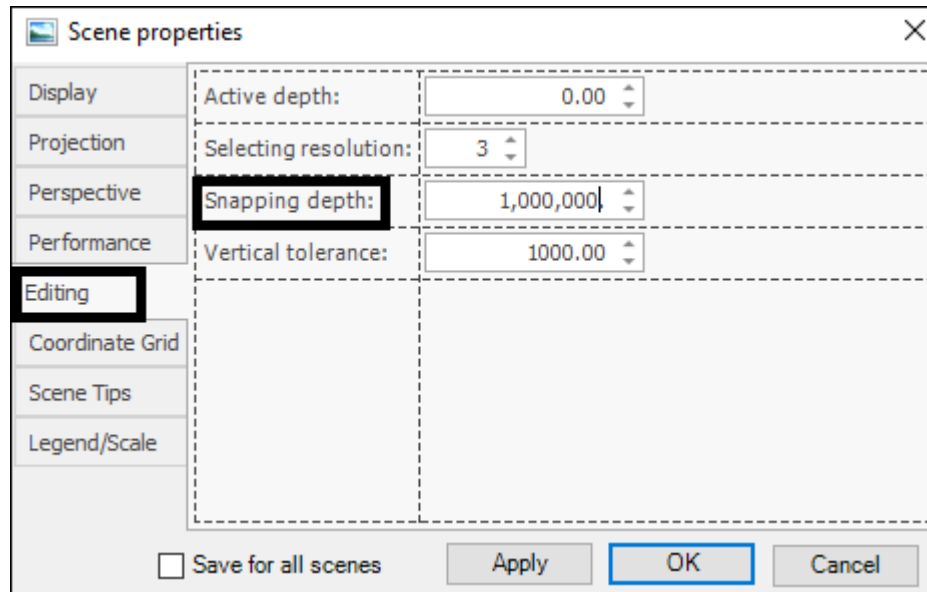 Scene properties
Display
Projection
Perspective
Performance
Editing
Coordinate Grid
Scene Tips
Legend/Scale
Active depth: 0.00
Selecting resolution: 3
Snapping depth: 1,000,000.
Vertical tolerance: 1000.00
Save for all scenes
Apply
OK
Cancel